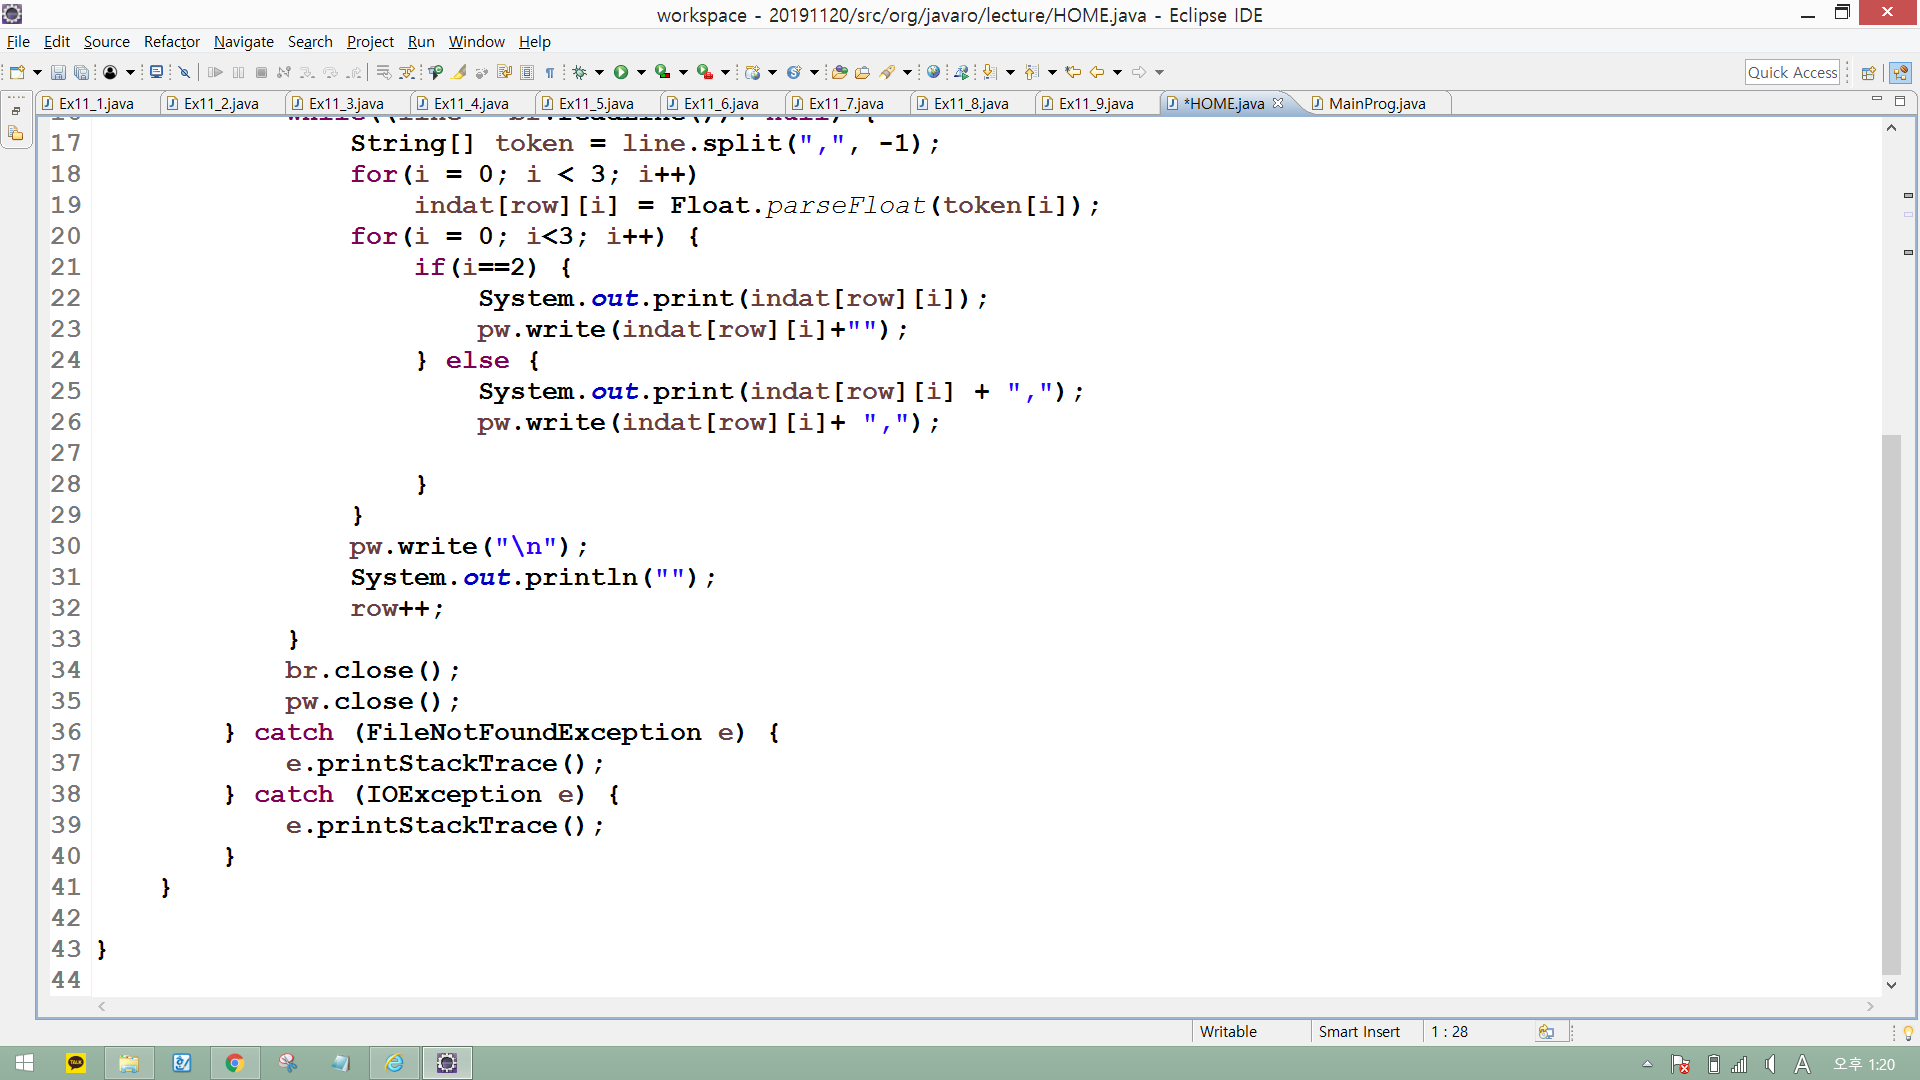 workspace - 20191120/src/org/javaro/lecture/HOME.java - Eclipse IDE
File Edit Source Refactor Navigate Search Project Run Window Help
Quick Access
Ex11_1.java Ex11_2.java Ex11_3.java Ex11_4.java Ex11_5.java Ex11_6.java Ex11_7.java Ex11_8.java Ex11_9.java *HOME.java MainProg.java
17 String[] token = line.split(",", -1);
18 for(i = 0; i < 3; i++)
19 indat[row][i] = Float.parseFloat(token[i]);
20 for(i = 0; i<3; i++) {
21 if(i==2) {
22 System.out.print(indat[row][i]);
23 pw.write(indat[row][i]+"");
24 } else {
25 System.out.print(indat[row][i] + ",");
26 pw.write(indat[row][i]+ ",");
27
28 }
29 }
30 pw.write("\n");
31 System.out.println("");
32 row++;
33 }
34 br.close();
35 pw.close();
36 } catch (FileNotFoundException e) {
37 e.printStackTrace();
38 } catch (IOException e) {
39 e.printStackTrace();
40 }
41 }
42
43 }
44
Writable Smart Insert 1 : 28
TALK A 오후 1:20